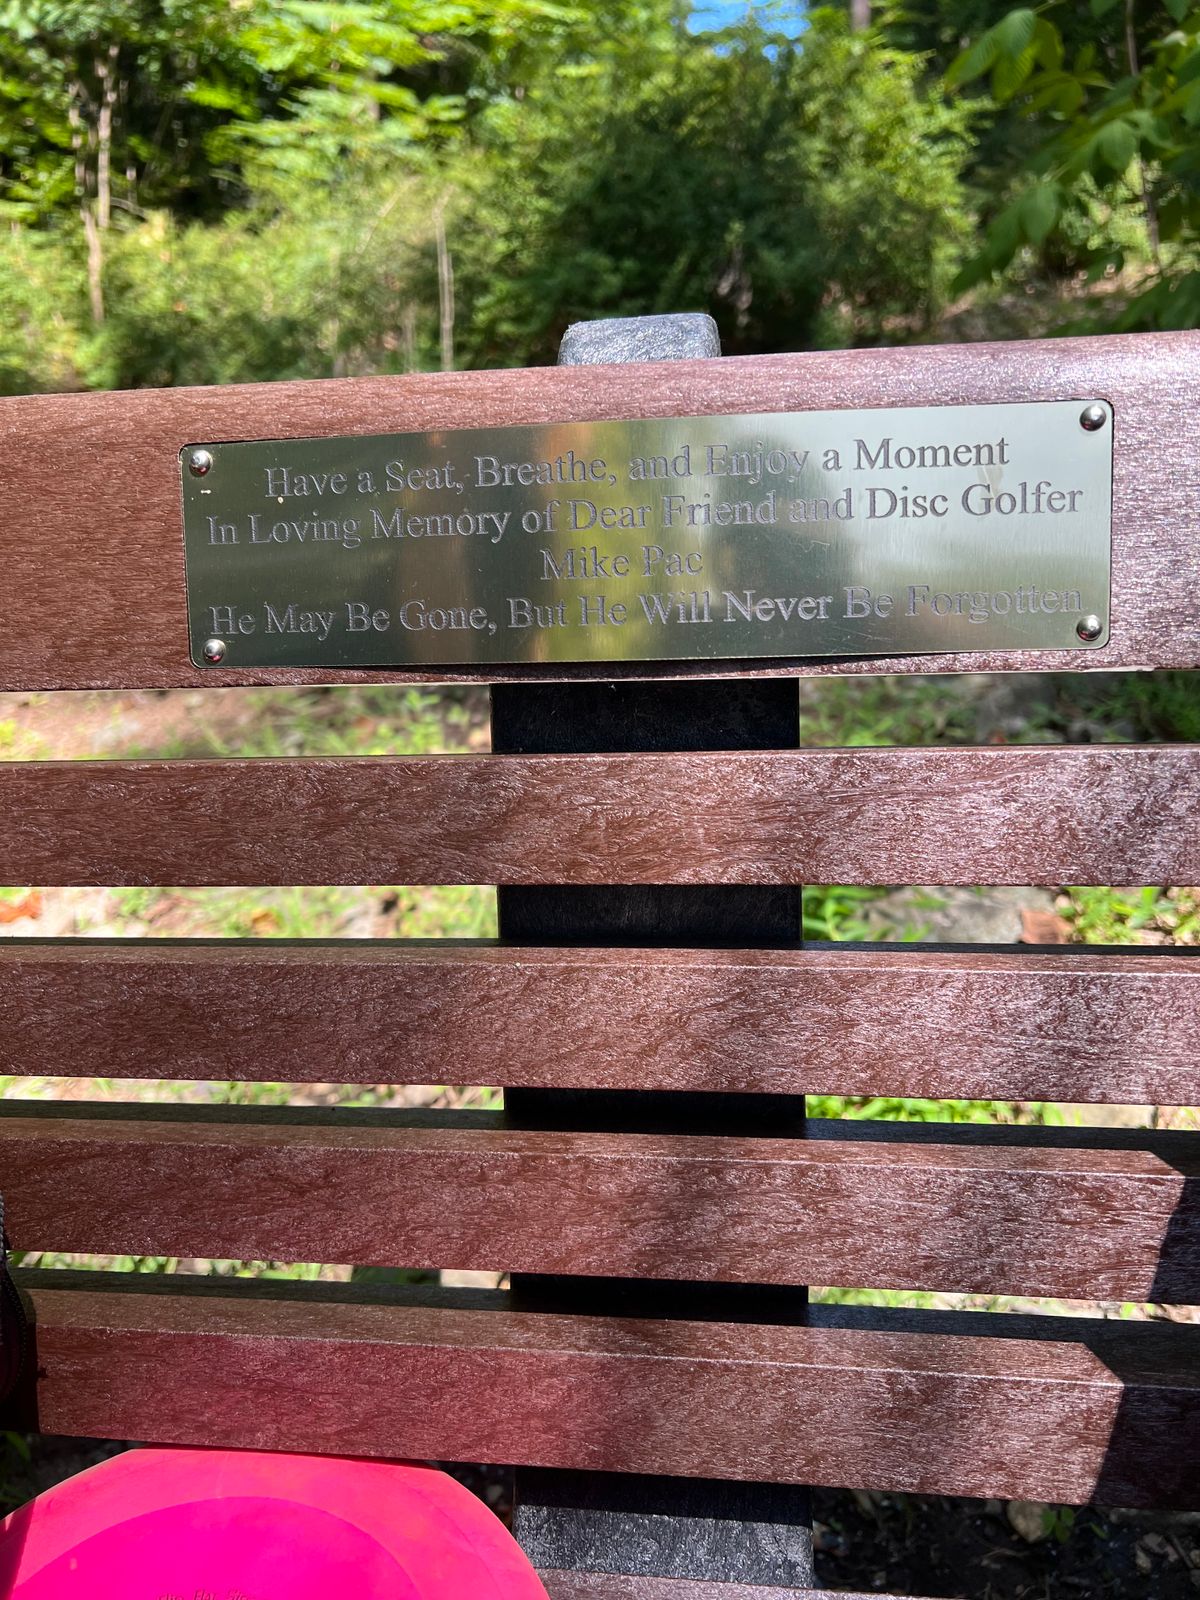 Have a Seat, Breathe, and Enjoy a Moment
In Loving Memory of Dear Friend and Disc Golfer
Mike Pac
He May Be Gone, But He Will Never Be Forgotten